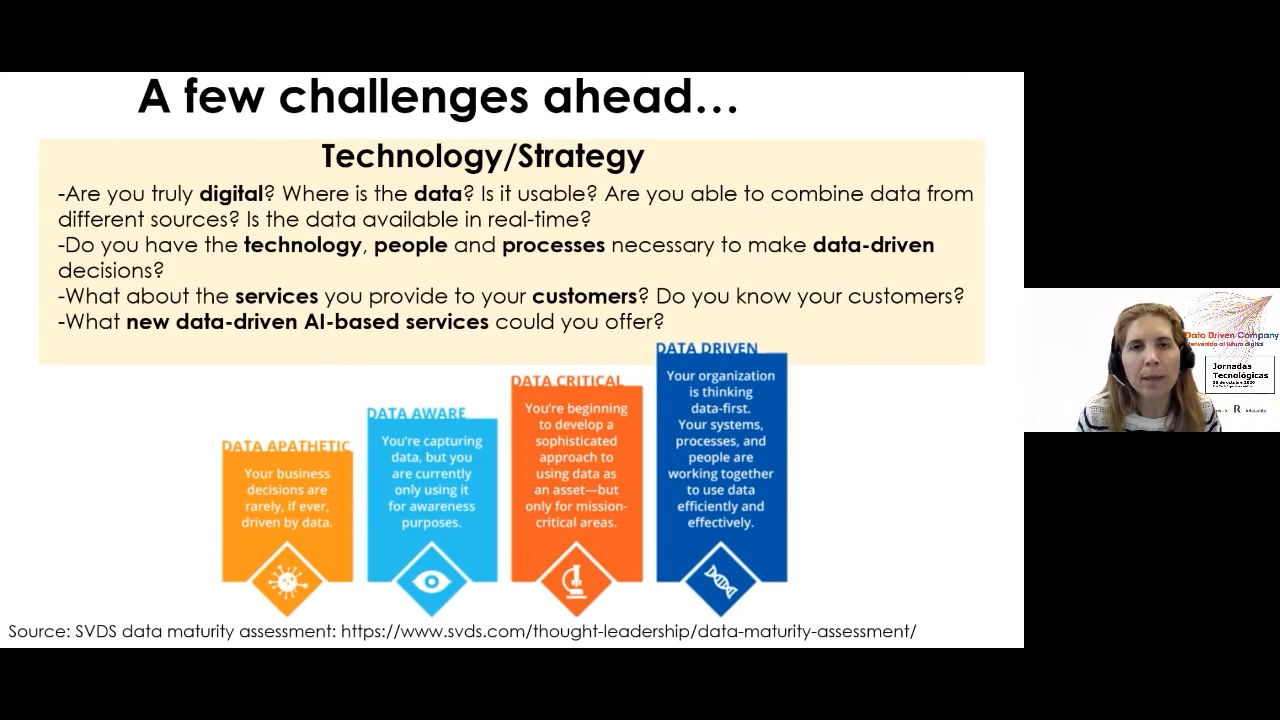 A few challenges ahead…
Technology/Strategy
-Are you truly digital? Where is the data? Is it usable? Are you able to combine data from
different sources? Is the data available in real-time?
-Do you have the technology, people and processes necessary to make data-driven
decisions?
-What about the services you provide to your customers? Do you know your customers?
-What new data-driven AI-based services could you offer?
DATA APATHETIC
Your business
decisions are
rarely, if ever,
driven by data.
DATA AWARE
You're capturing
data, but you
are currently
only using it
for awareness
purposes.
DATA CRITICAL
You're beginning
to develop a
sophisticated
approach to
using data as
an asset—but
only for mission-
critical areas.
DATA DRIVEN
Your organization
is thinking
data-first.
Your systems,
processes, and
people are
working together
to use data
efficiently and
effectively.
Source: SVDS data maturity assessment: https://www.svds.com/thought-leadership/data-maturity-assessment/
Data Driven Company
al futuro digital
Jornadas
Tecnológicas